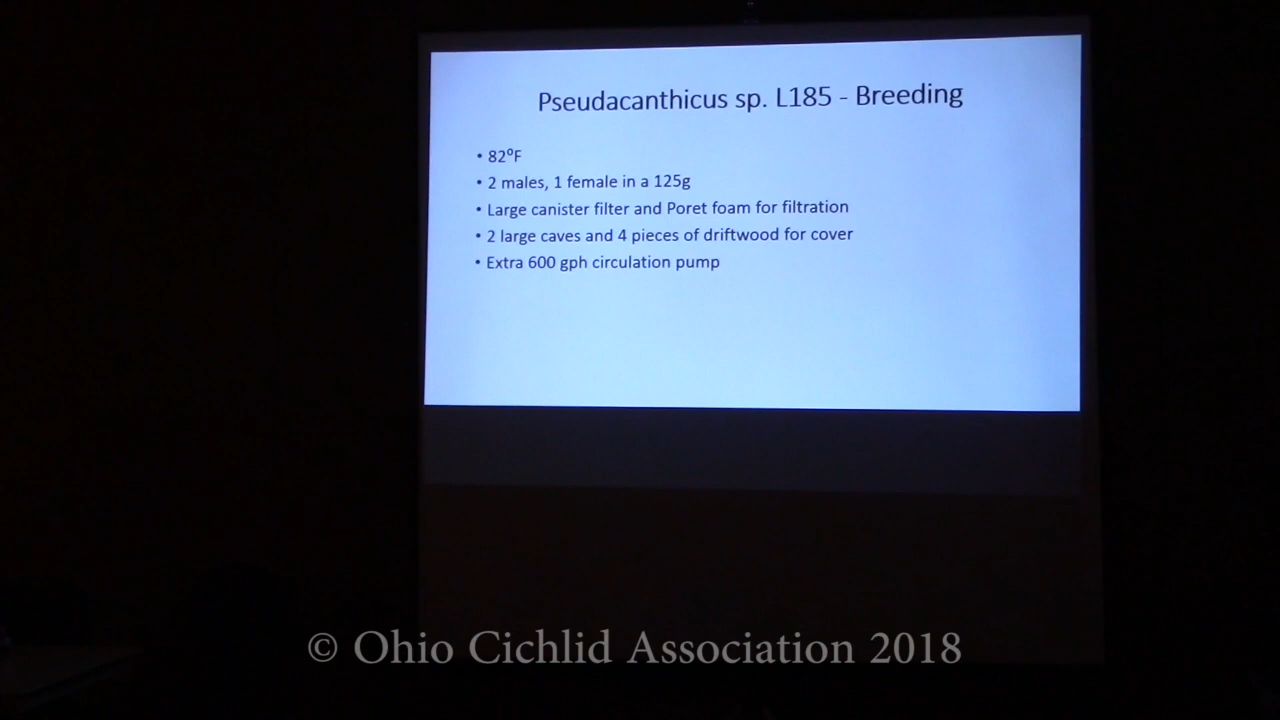 Pseudacanthicus sp. L185 - Breeding
• 82ºF
• 2 males, 1 female in a 125g
• Large canister filter and Poret foam for filtration
• 2 large caves and 4 pieces of driftwood for cover
• Extra 600 gph circulation pump
© Ohio Cichlid Association 2018